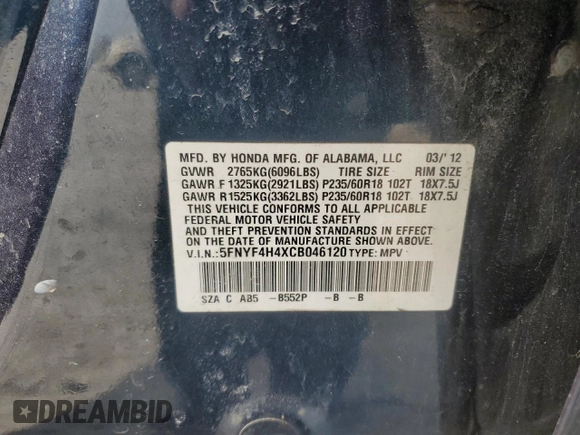 MFD. BY HONDA MFG. OF ALABAMA, LLC 03/'12
GVWR 2765KG(6096LBS) TIRE SIZE RIM SIZE
GAWR F 1325KG(2921LBS) P235/60R18 102T 18X7.5J
GAWR R 1525KG(3362LBS) P235/60R18 102T 18X7.5J
THIS VEHICLE CONFORMS TO ALL APPLICABLE
FEDERAL MOTOR VEHICLE SAFETY
AND THEFT PREVENTION STANDARDS IN EFFECT
ON THE DATE OF MANUFACTURE SHOWN ABOVE.
V.I.N.:5FNYF4H4XCB046120 TYPE: MPV
SZA C AB5 -B552P -B -B
DREAMBID